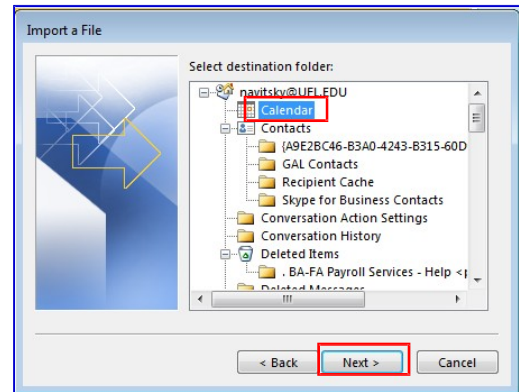 Import a File
Select destination folder:
navitsky@UFL.EDU
Calendar
Contacts
{A9E2BC46-B3A0-4243-B315-60D
GAL Contacts
Recipient Cache
Skype for Business Contacts
Conversation Action Settings
Conversation History
Deleted Items
. BA-FA Payroll Services - Help <p
Deleted Messages
< Back
Next >
Cancel